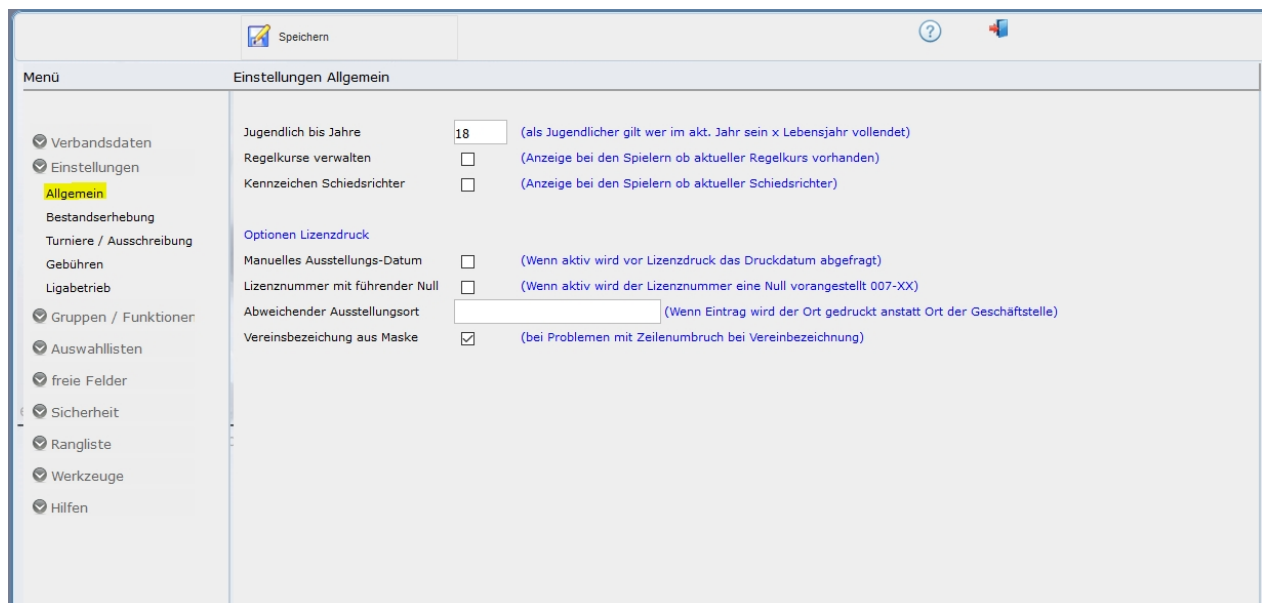 Speichern
?
Menü
Einstellungen Allgemein
Verbandsdaten
Einstellungen
Allgemein
Bestandserhebung
Turniere / Ausschreibung
Gebühren
Ligabetrieb
Gruppen / Funktioner
Auswahllisten
freie Felder
Sicherheit
Rangliste
Werkzeuge
Hilfen
Jugendlich bis Jahre 18 (als Jugendlicher gilt wer im akt. Jahr sein x Lebensjahr vollendet)
Regelkurse verwalten (Anzeige bei den Spielern ob aktueller Regelkurs vorhanden)
Kennzeichen Schiedsrichter (Anzeige bei den Spielern ob aktueller Schiedsrichter)
Optionen Lizenzdruck
Manuelles Ausstellungs-Datum (Wenn aktiv wird vor Lizenzdruck das Druckdatum abgefragt)
Lizenznummer mit führender Null (Wenn aktiv wird der Lizenznummer eine Null vorangestellt 007-XX)
Abweichender Ausstellungsort (Wenn Eintrag wird der Ort gedruckt anstatt Ort der Geschäftstelle)
Vereinsbezeichung aus Maske (bei Problemen mit Zeilenumbruch bei Vereinbezeichnung)